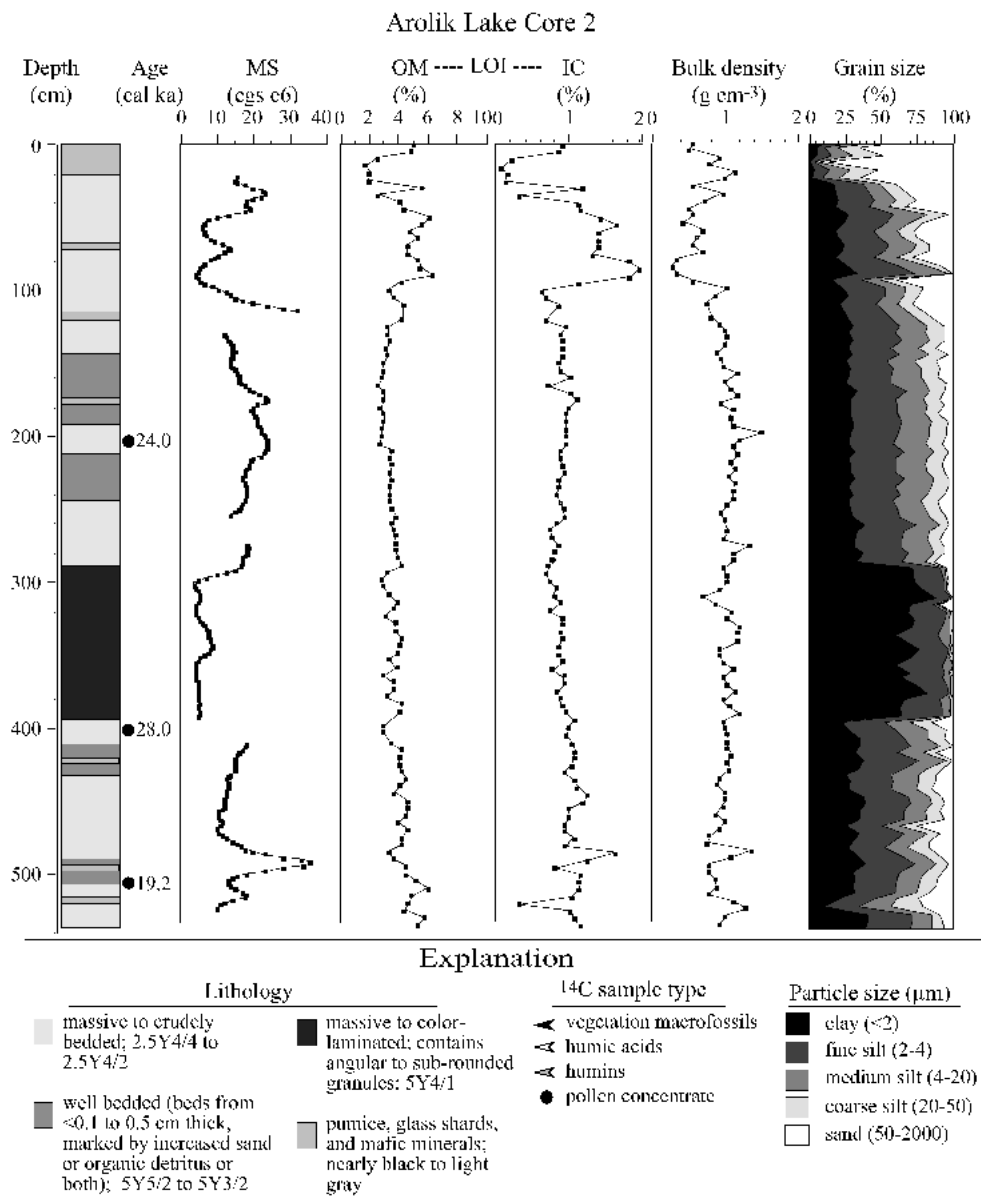 Arolik Lake Core 2
Depth Age MS OM ---- LOI ---- IC Bulk density Grain size
(cm) (cal ka) (cgs e6) (%) (%) (g cm-3) (%)
0 10 20 30 40 0 2 4 6 8 10 0 1 2 0 1 2 0 25 50 75 100
0
100
200
24.0
300
400
28.0
500
19.2
Explanation
Lithology
massive to crudely
bedded; 2.5Y4/4 to
2.5Y4/2
well bedded (beds from
<0.1 to 0.5 cm thick,
marked by increased sand
or organic detritus or
both); 5Y5/2 to 5Y3/2
massive to color-
laminated; contains
angular to sub-rounded
granules: 5Y4/1
pumice, glass shards,
and mafic minerals;
nearly black to light
gray
14C sample type
vegetation macrofossils
humic acids
humins
pollen concentrate
Particle size (µm)
clay (<2)
fine silt (2-4)
medium silt (4-20)
coarse silt (20-50)
sand (50-2000)